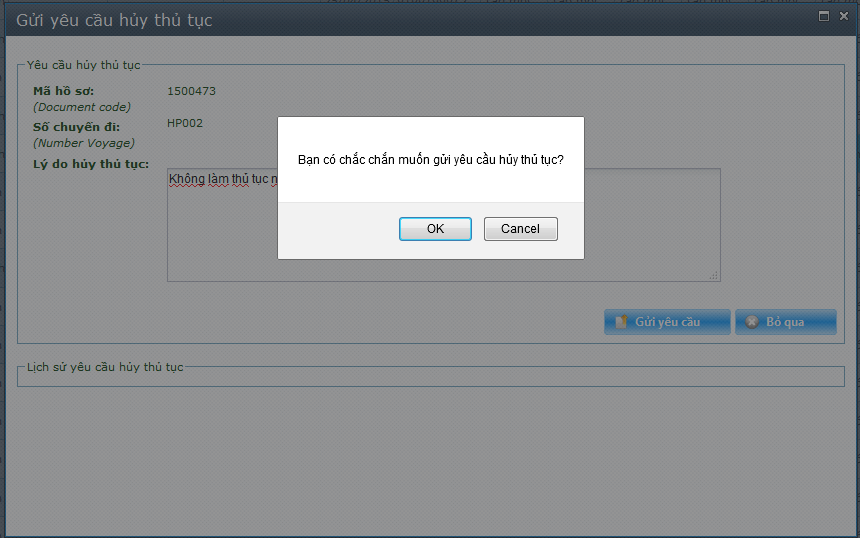 Gửi yêu cầu hủy thủ tục
Yêu cầu hủy thủ tục
Mã hồ sơ: 1500473
(Document code)
Số chuyến đi: HP002
(Number Voyage)
Lý do hủy thủ tục:
Không làm thủ tục
Bạn có chắc chắn muốn gửi yêu cầu hủy thủ tục?
OK Cancel
Gửi yêu cầu Bỏ qua
Lịch sử yêu cầu hủy thủ tục